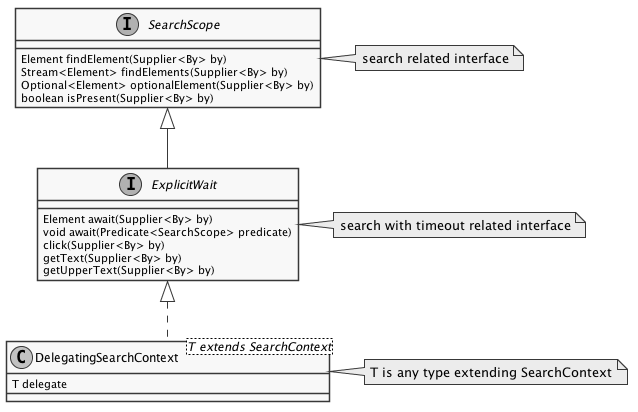 I SearchScope
Element findElement(Supplier<By> by)
Stream<Element> findElements(Supplier<By> by)
Optional<Element> optionalElement(Supplier<By> by)
boolean isPresent(Supplier<By> by)
search related interface
I ExplicitWait
Element await(Supplier<By> by)
void await(Predicate<SearchScope> predicate)
click(Supplier<By> by)
getText(Supplier<By> by)
getUpperText(Supplier<By> by)
search with timeout related interface
T extends SearchContext
C DelegatingSearchContext
T delegate
T is any type extending SearchContext